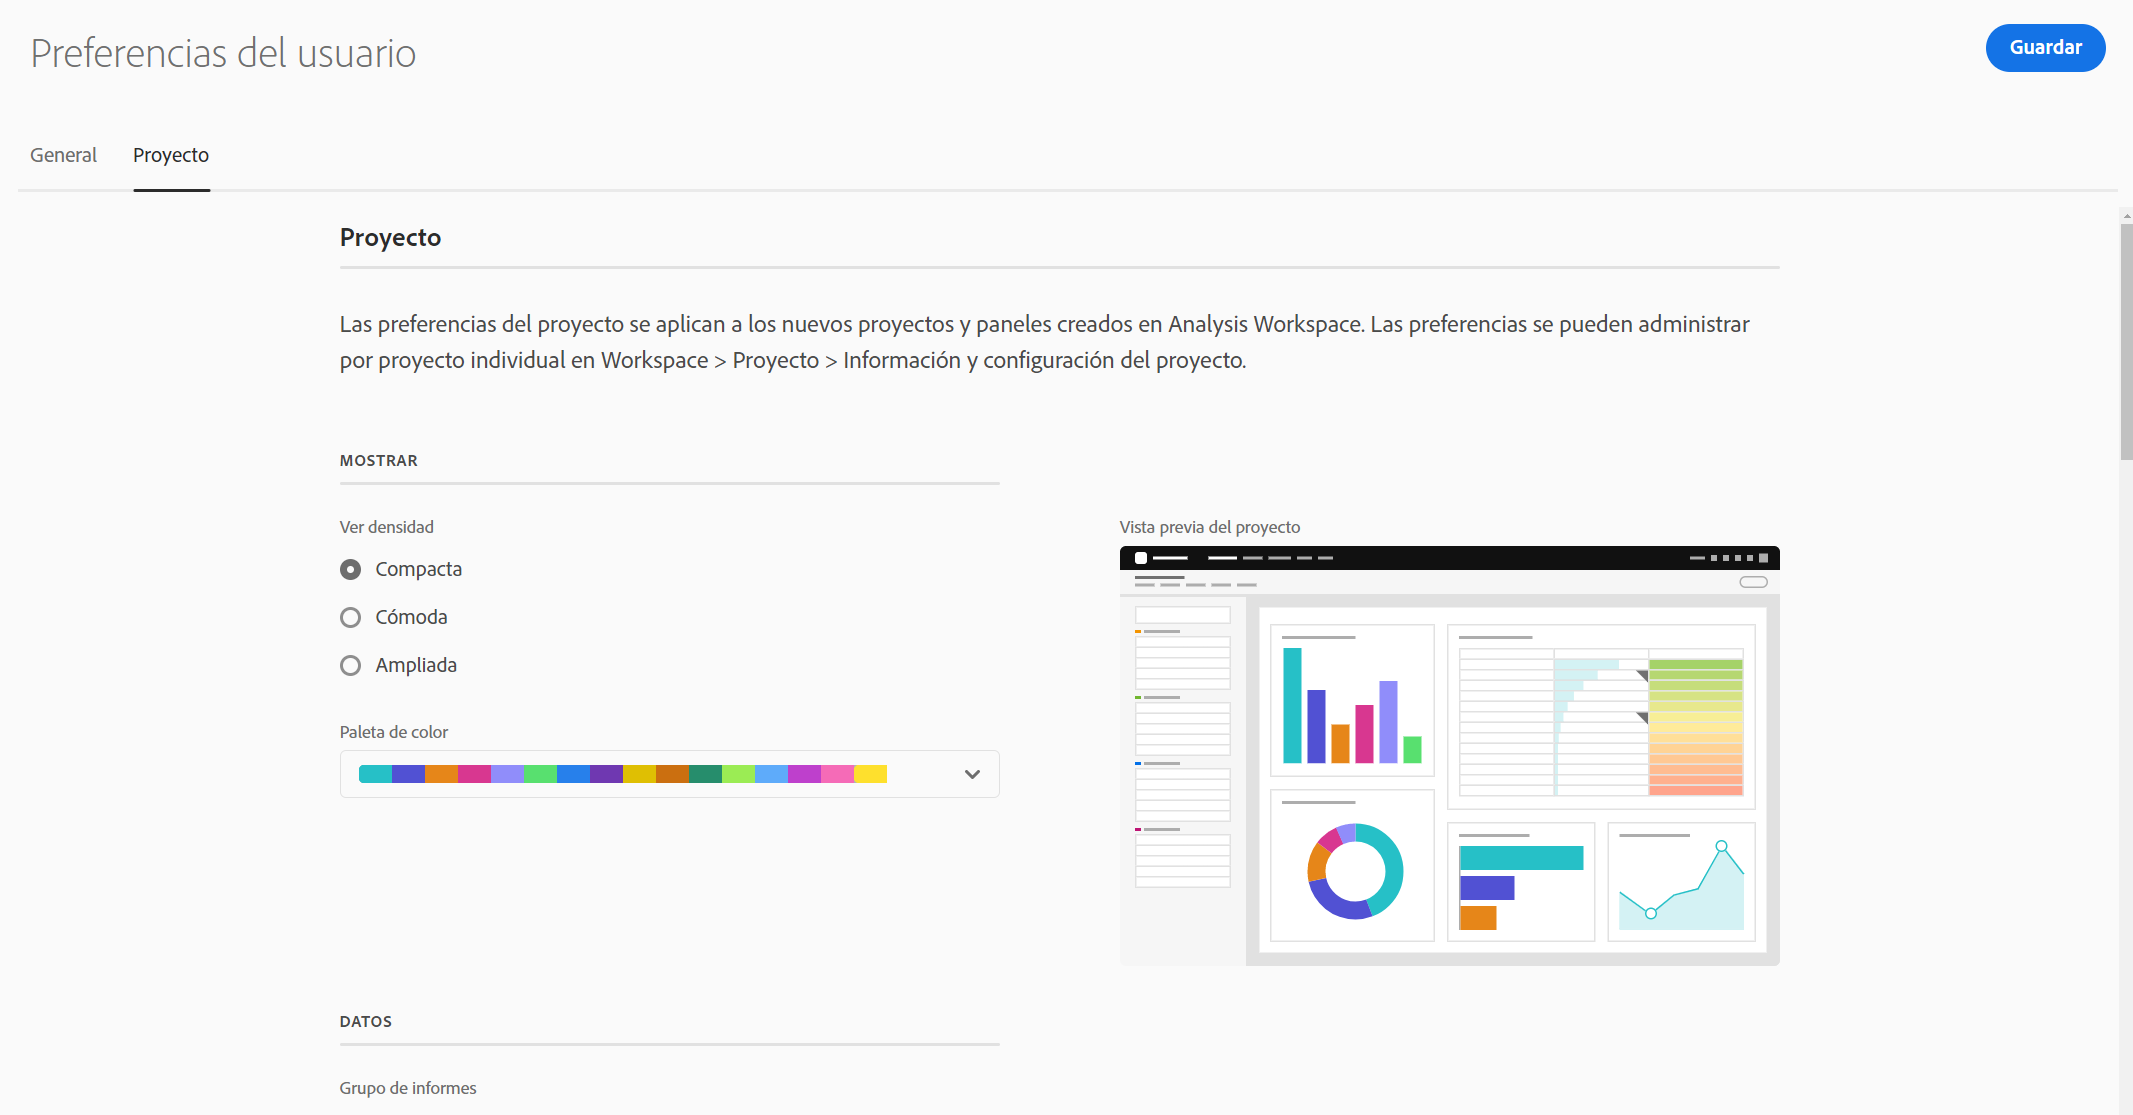 Preferencias del usuario
Guardar
General
Proyecto
Proyecto
Las preferencias del proyecto se aplican a los nuevos proyectos y paneles creados en Analysis Workspace. Las preferencias se pueden administrar
por proyecto individual en Workspace > Proyecto > Información y configuración del proyecto.
MOSTRAR
Ver densidad
Compacta
Cómoda
Ampliada
Paleta de color
Vista previa del proyecto
DATOS
Grupo de informes